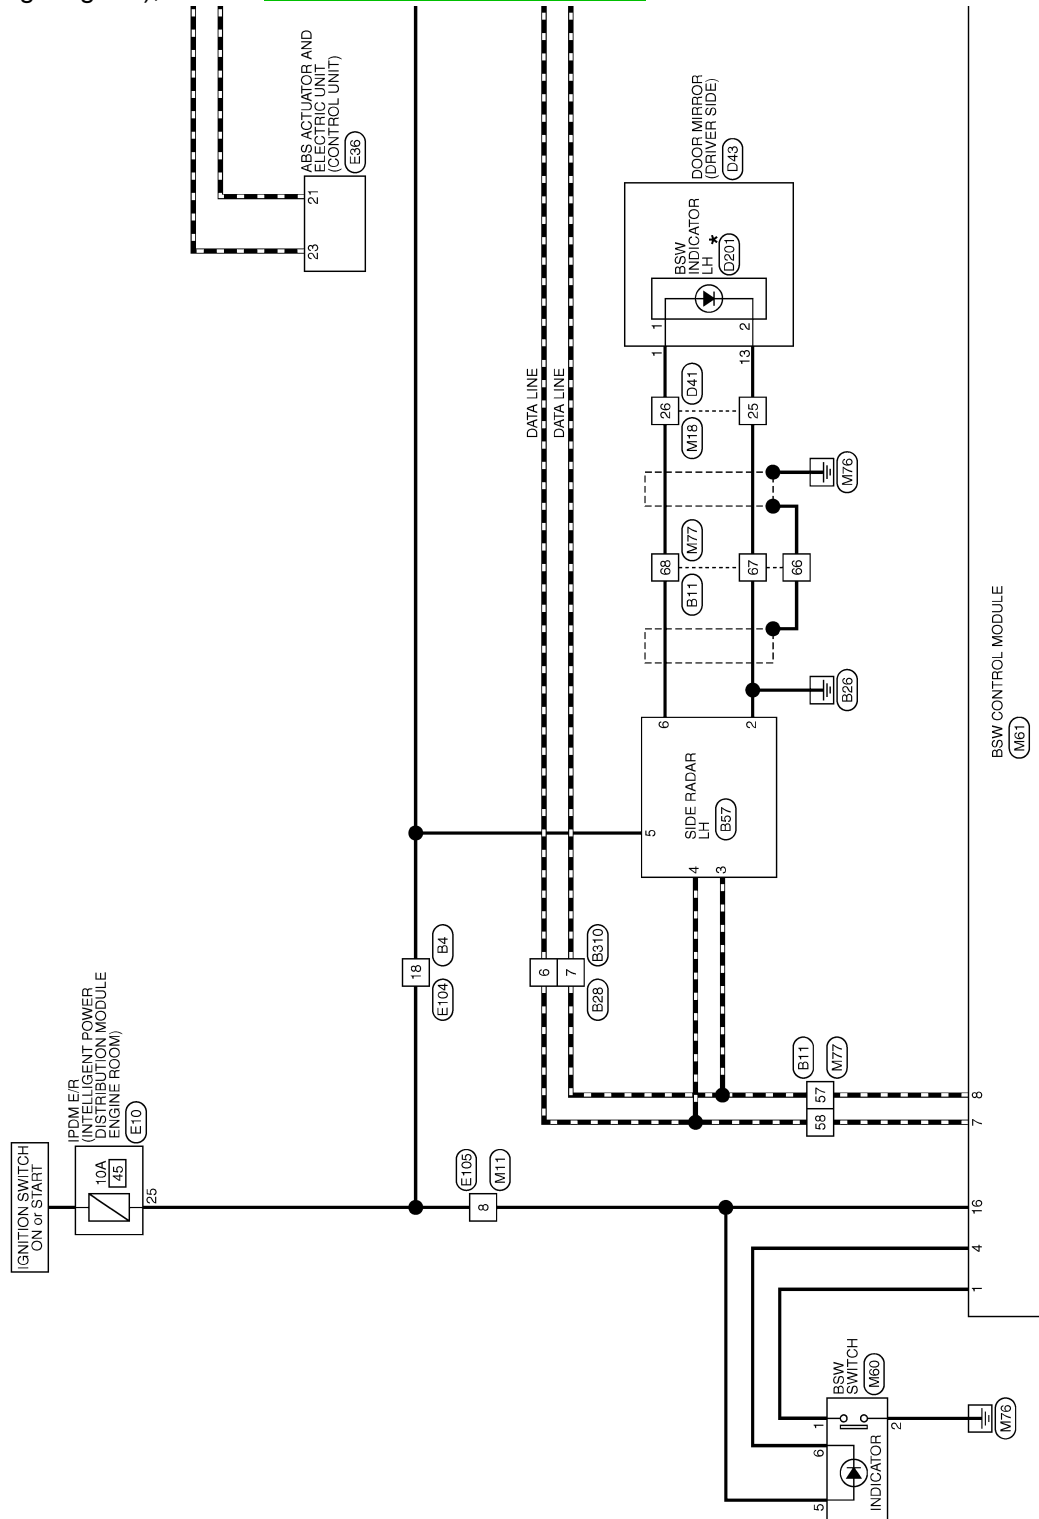 IGNITION SWITCH
ON or START
IPDM E/R
(INTELLIGENT POWER
DISTRIBUTION MODULE
ENGINE ROOM)
E10
10A
45
25
ABS ACTUATOR AND
ELECTRIC UNIT
(CONTROL UNIT)
E36
23
21
18
E104
B4
E105
8
M11
DATA LINE
DATA LINE
6
7
B28
B310
5
SIDE RADAR
LH
B57
4
3
6
2
B26
68
67
66
B11
M77
M76
26
25
M18
D41
1
13
1
2
BSW
INDICATOR
LH *
D201
DOOR MIRROR
(DRIVER SIDE)
D43
B11
58
57
M77
BSW
SWITCH
M60
5
6
1
INDICATOR
2
M76
1
4
16
7
8
BSW CONTROL MODULE
M61